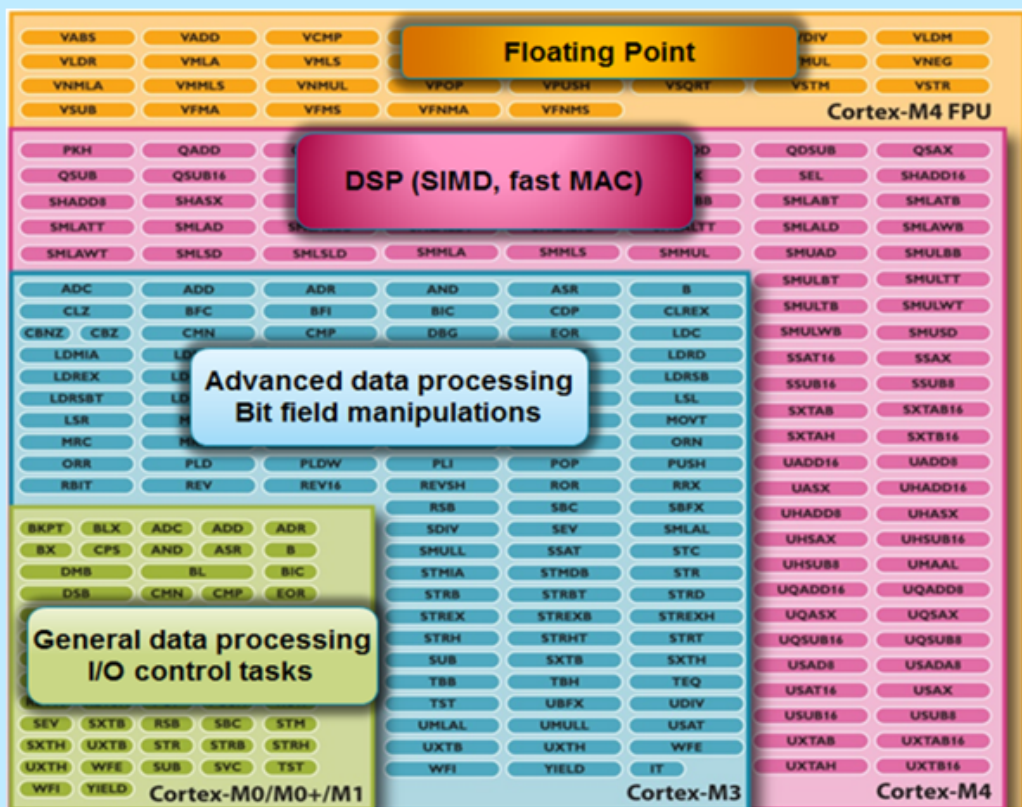 VABS VADD VCMP VDIV VLDM
VLDR VMLA VMLS VNEG
Floating Point
VNMLA VMMLS VNMUL VPOP VPUSH VSQRT VSTM VSTR
VSUB VFMA VFMS VFNMA VFNMS
Cortex-M4 FPU
PKH QADD QDSUB QSAX
QSUB QSUB16 SEL SHADD16
DSP (SIMD, fast MAC)
SHADD8 SHASX SMLABT SMLATB
SMLATT SMLAD SMLALD SMLAWB
SMLAWT SMLSD SMLSLD SMMLA SMMLS SMMUL SMUAD SMULBB
SMULBT SMULTT
SMULTB SMULWT
SMULWB SMUSD
SSAT16 SSAX
SSUB16 SSUB8
SXTAB SXTAB16
SXTAH SXTB16
UADD16 UADD8
UASX UHADD16
UHADD8 UHASX
UHSAX UHSUB16
UHSUB8 UMAAL
UQADD16 UQADD8
UQASX UQSAX
UQSUB16 UQSUB8
USAD8 USADA8
USAT16 USAX
USUB16 USUB8
UXTAB UXTAB16
UXTAH UXTB16
Cortex-M4
ADC ADD ADR AND ASR B
CLZ BFC BFI BIC CDP CLREX
CBNZ CBZ CMN CMP DBG EOR LDC
LDMIA LDRD
LDREX LDRSB
LDRSBT LSL
LSR MOVT
MRC ORN
Advanced data processing
Bit field manipulations
ORR PLD PLDW PLI POP PUSH
RBIT REV REV16 REVSH ROR RRX
RSB SBC SBFX
SDIV SEV SMLAL
SMULL SSAT STC
STMIA STMDB STR
STRB STRBT STRD
STREX STREXB STREXH
STRH STRHT STRT
SUB SXTB SXTH
TBB TBH TEQ
TST UBFX UDIV
UMLAL UMULL USAT
UXTB UXTH WFE
WFI YIELD IT
Cortex-M3
BKPT BLX ADC ADD ADR
BX CPS AND ASR B
DMB BL BIC
DSB CMN CMP EOR
General data processing
I/O control tasks
SEV SXTB RSB SBC STM
SXTH UXTB STR STRB STRH
UXTH WFE SUB SVC TST
WFI YIELD
Cortex-M0/M0+/M1